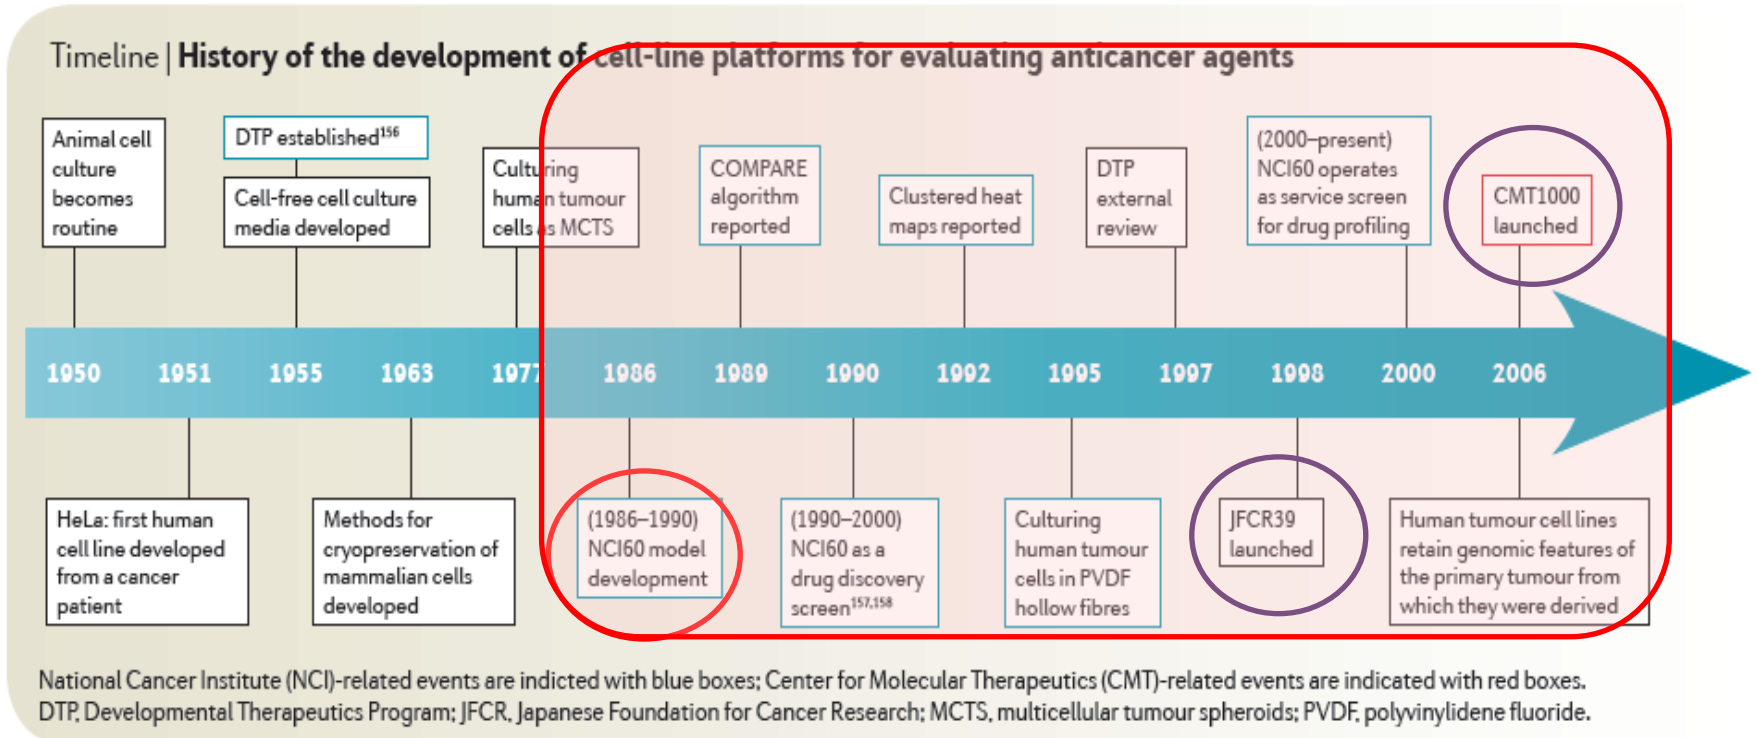 Timeline | History of the development of cell-line platforms for evaluating anticancer agents
Animal cell
culture
becomes
routine
DTP established156
Cell-free cell culture
media developed
Culturing
human tumour
cells as MCTS
COMPARE
algorithm
reported
Clustered heat
maps reported
DTP
external
review
(2000–present)
NCI60 operates
as service screen
for drug profiling
CMT1000
launched
1950 1951 1955 1963 1977 1986 1989 1990 1992 1995 1997 1998 2000 2006
HeLa: first human
cell line developed
from a cancer
patient
Methods for
cryopreservation of
mammalian cells
developed
(1986–1990)
NCI60 model
development
(1990–2000)
NCI60 as a
drug discovery
screen157,158
Culturing
human tumour
cells in PVDF
hollow fibres
JFCR39
launched
Human tumour cell lines
retain genomic features of
the primary tumour from
which they were derived
National Cancer Institute (NCI)-related events are indicted with blue boxes; Center for Molecular Therapeutics (CMT)-related events are indicated with red boxes.
DTP, Developmental Therapeutics Program; JFCR, Japanese Foundation for Cancer Research; MCTS, multicellular tumour spheroids; PVDF, polyvinylidene fluoride.